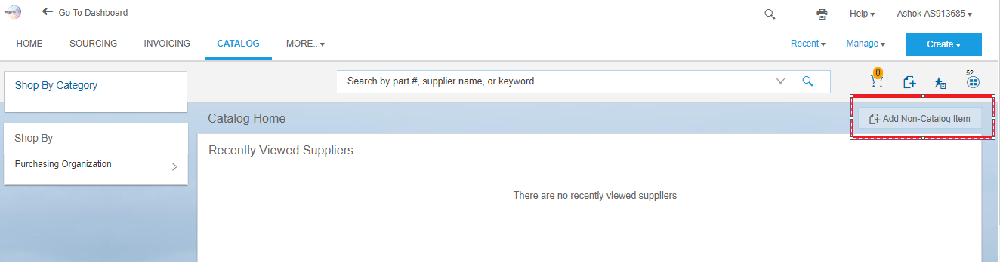 wipro
Go To Dashboard
Help
Ashok AS913685
HOME SOURCING INVOICING CATALOG MORE...
Recent Manage Create
Shop By Category
Search by part #, supplier name, or keyword
0
52
Catalog Home
Add Non-Catalog Item
Shop By
Purchasing Organization
Recently Viewed Suppliers
There are no recently viewed suppliers